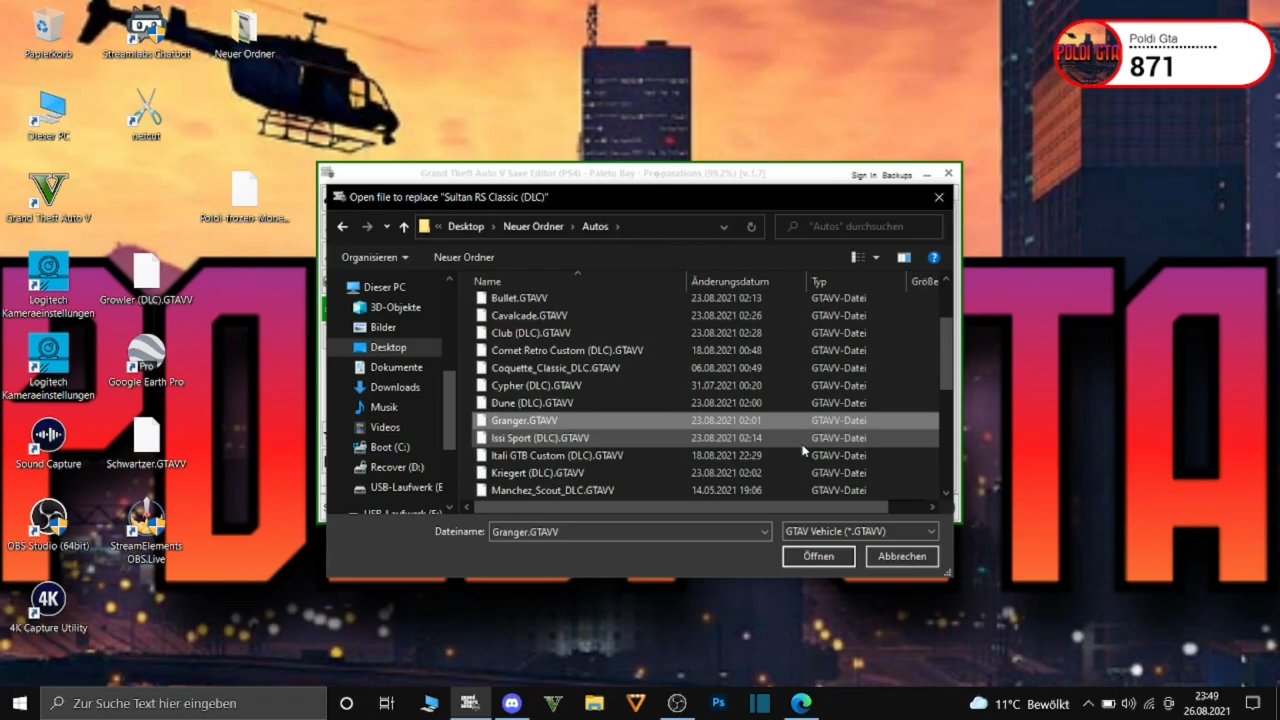 Papierkorb
Streamlabs Chatbot
Neuer Ordner
Poldi Gta
871
POLDI GTA
Dieser PC
netcut
Grand Theft Auto V
Poldi-frozen-Mone...
Logitech Kameraeinstellungen
Growler (DLC).GTAVV
Logitech Kameraeinstellungen
Pro
Google Earth Pro
Sound Capture
Schwartzer.GTAVV
OBS Studio (64bit)
StreamElements OBS.Live
4K
4K Capture Utility
Sign In Backups
Open file to replace "Sultan RS Classic (DLC)"
« Desktop › Neuer Ordner › Autos ›
"Autos" durchsuchen
Organisieren
Neuer Ordner
Dieser PC
3D-Objekte
Bilder
Desktop
Dokumente
Downloads
Musik
Videos
Boot (C:)
Recover (D:)
USB-Laufwerk (E
Name Änderungsdatum Typ Größe
Bullet.GTAVV 23.08.2021 02:13 GTAVV-Datei
Cavalcade.GTAVV 23.08.2021 02:26 GTAVV-Datei
Club (DLC).GTAVV 23.08.2021 02:28 GTAVV-Datei
Comet Retro Custom (DLC).GTAVV 18.08.2021 00:48 GTAVV-Datei
Coquette_Classic_DLC.GTAVV 06.08.2021 00:49 GTAVV-Datei
Cypher (DLC).GTAVV 31.07.2021 00:20 GTAVV-Datei
Dune (DLC).GTAVV 23.08.2021 02:00 GTAVV-Datei
Granger.GTAVV 23.08.2021 02:01 GTAVV-Datei
Issi Sport (DLC).GTAVV 23.08.2021 02:14 GTAVV-Datei
Itali GTB Custom (DLC).GTAVV 18.08.2021 22:29 GTAVV-Datei
Kriegert (DLC).GTAVV 23.08.2021 02:02 GTAVV-Datei
Manchez_Scout_DLC.GTAVV 14.05.2021 19:06 GTAVV-Datei
Dateiname: Granger.GTAVV
GTAV Vehicle (*.GTAVV)
Öffnen
Abbrechen
Zur Suche Text hier eingeben
Ps
11°C Bewölkt
23:49
26.08.2021